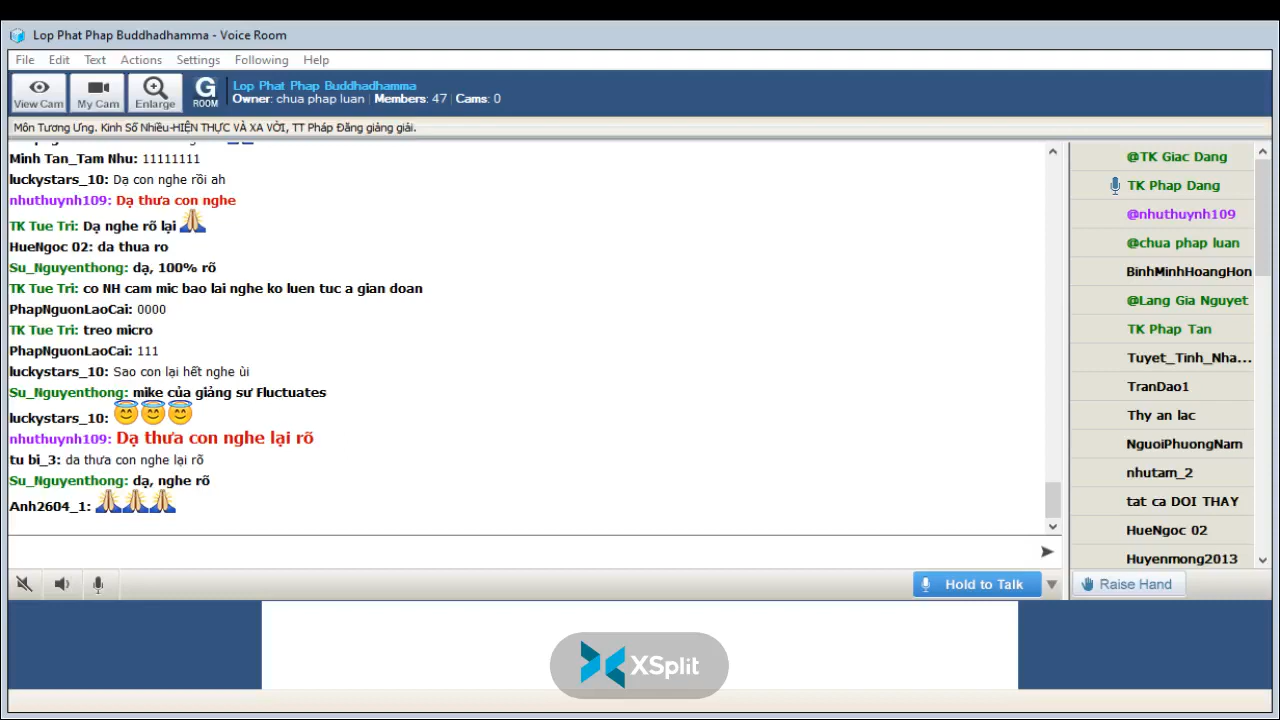 Lop Phat Phap Buddhadhamma - Voice Room
File Edit Text Actions Settings Following Help
View Cam My Cam Enlarge G ROOM
Lop Phat Phap Buddhadhamma
Owner: chua phap luan | Members: 47 | Cams: 0
Môn Tương Ưng. Kinh Số Nhiều-HIỆN THỰC VÀ XA VỜI, TT Pháp Đăng giảng giải.
Minh Tan_Tam Nhu: 11111111
luckystars_10: Dạ con nghe rồi ah
nhuthuynh109: Dạ thưa con nghe
TK Tue Tri: Dạ nghe rõ lại
HueNgoc 02: da thua ro
Su_Nguyenthong: dạ, 100% rõ
TK Tue Tri: co NH cam mic bao lai nghe ko luen tuc a gian doan
PhapNguonLaoCai: 0000
TK Tue Tri: treo micro
PhapNguonLaoCai: 111
luckystars_10: Sao con lại hết nghe ùi
Su_Nguyenthong: mike của giảng sư Fluctuates
luckystars_10:
nhuthuynh109: Dạ thưa con nghe lại rõ
tu bi_3: da thưa con nghe lại rõ
Su_Nguyenthong: dạ, nghe rõ
Anh2604_1:
@TK Giac Dang
TK Phap Dang
@nhuthuynh109
@chua phap luan
BinhMinhHoangHon
@Lang Gia Nguyet
TK Phap Tan
Tuyet_Tinh_Nha...
TranDao1
Thy an lac
NguoiPhuongNam
nhutam_2
tat ca DOI THAY
HueNgoc 02
Huyenmong2013
Hold to Talk
Raise Hand
XSplit